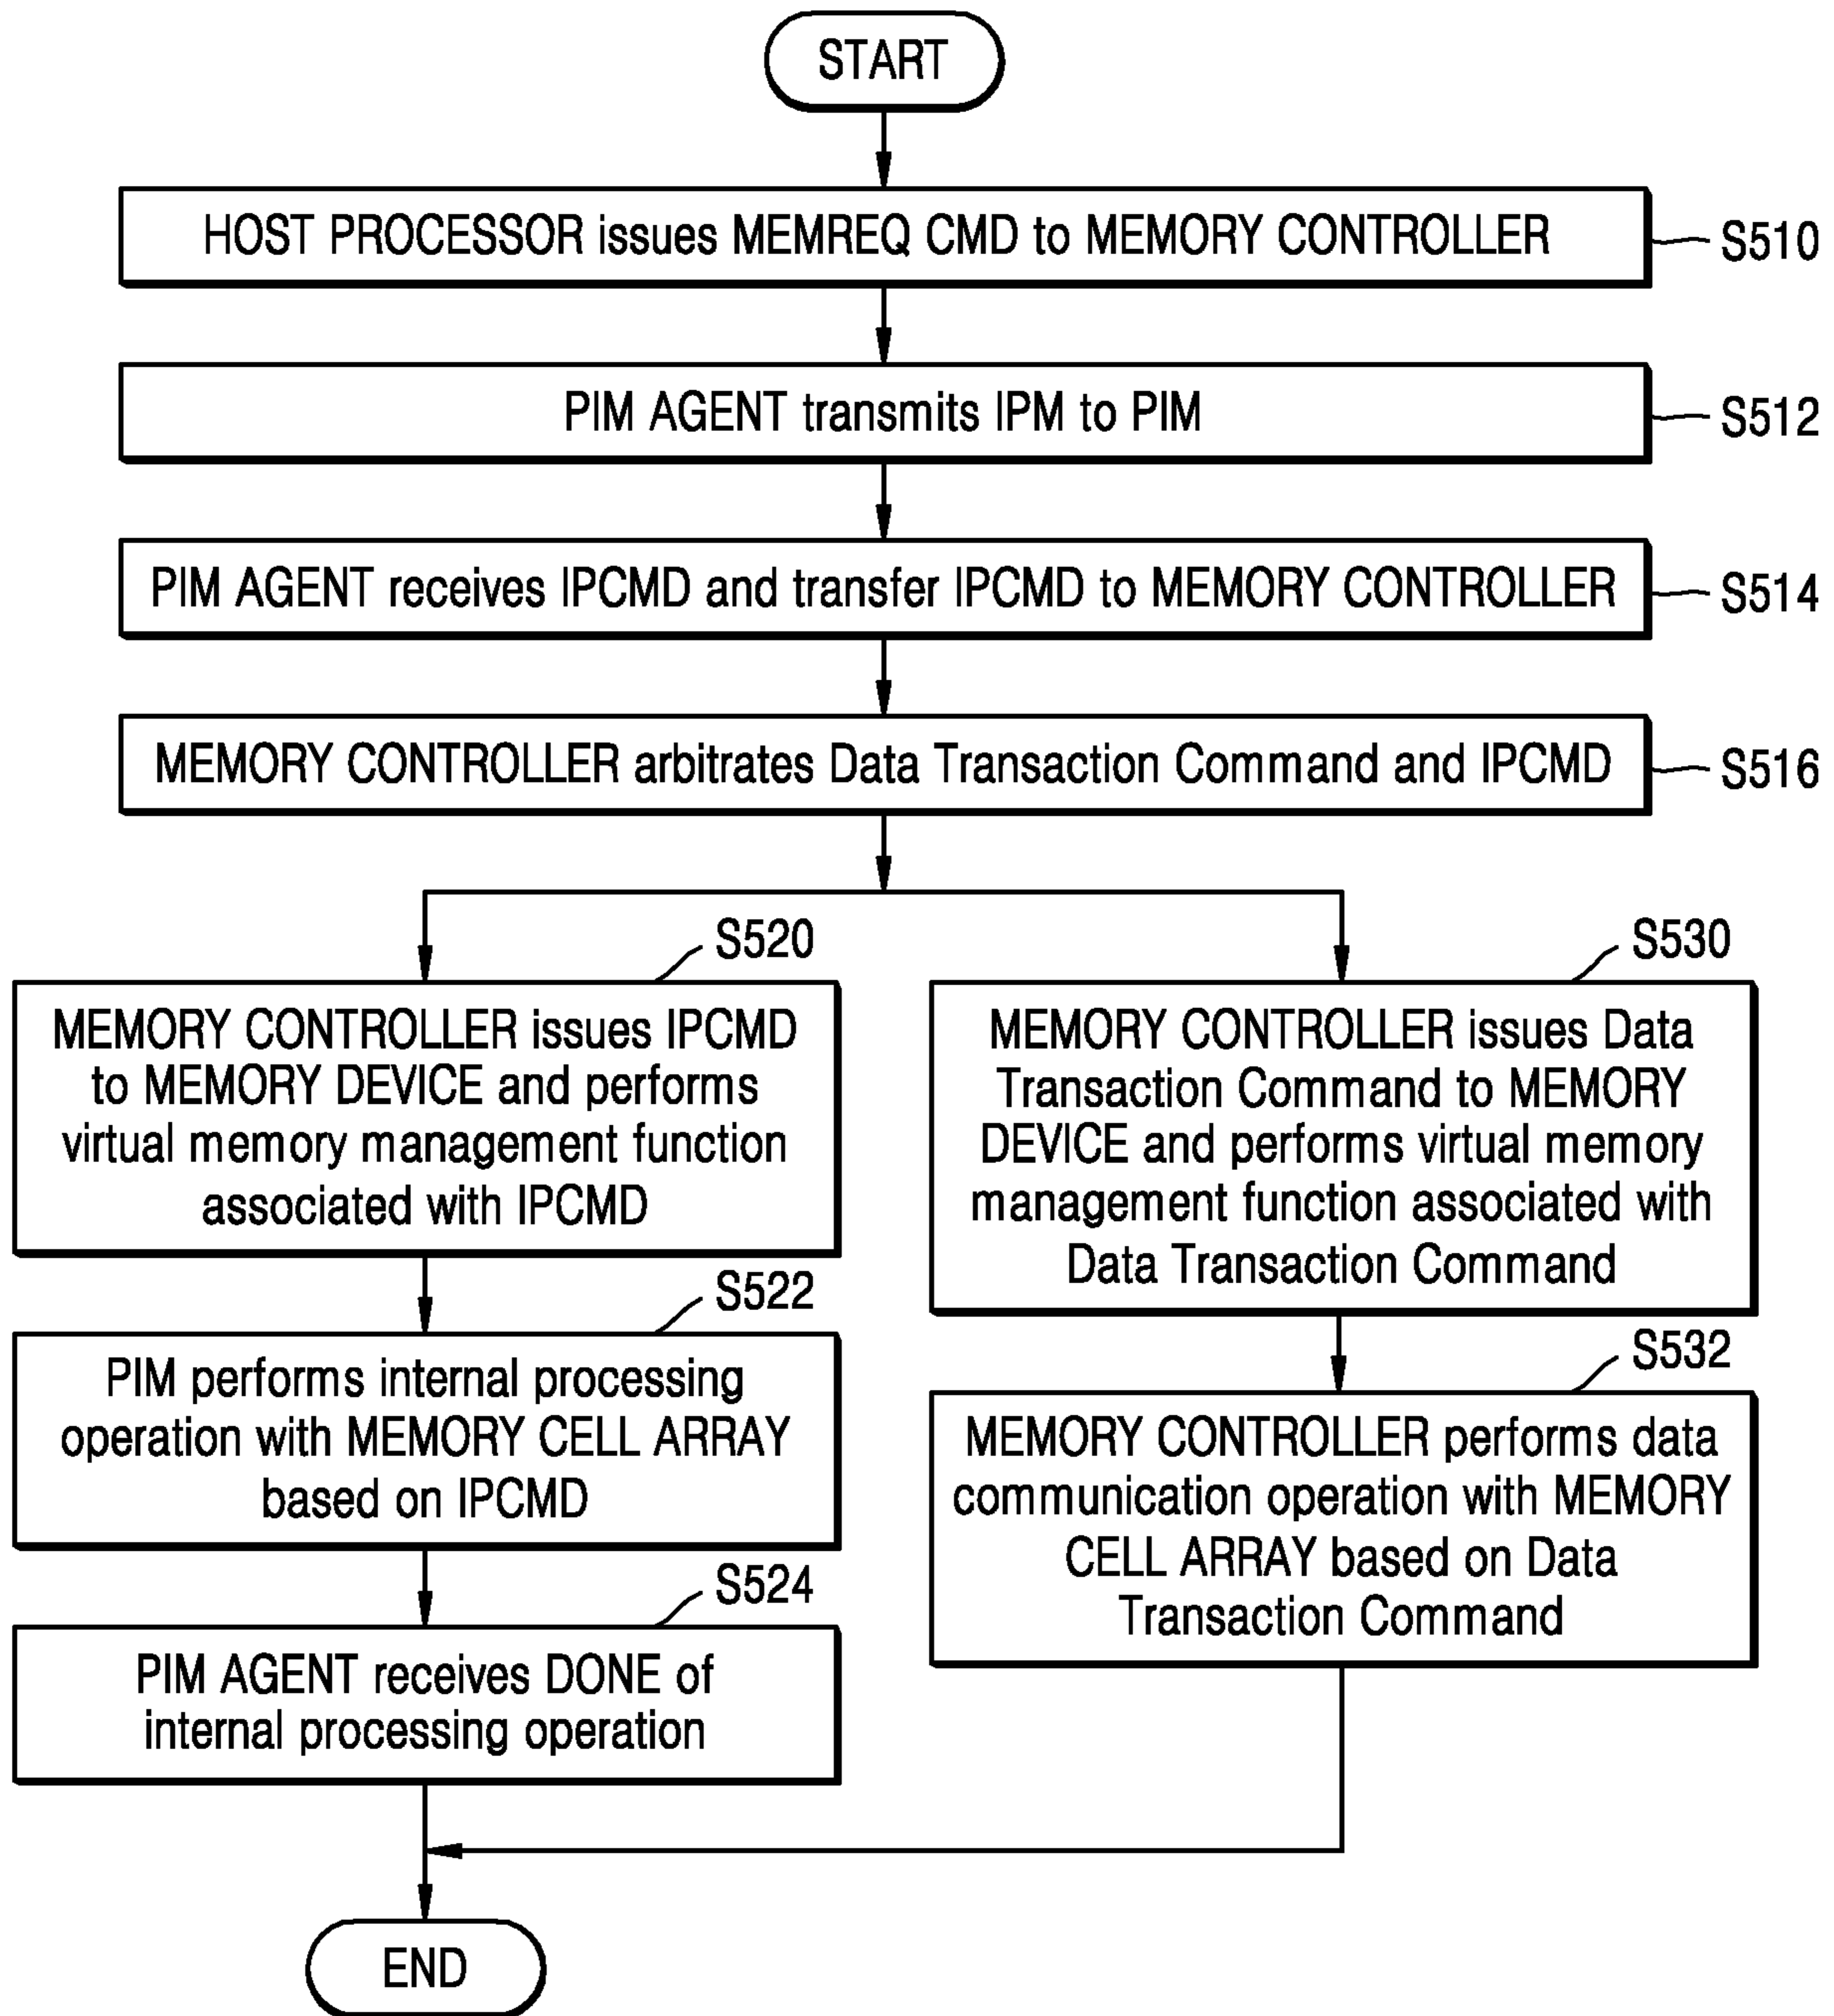 START
HOST PROCESSOR issues MEMREQ CMD to MEMORY CONTROLLER
S510
PIM AGENT transmits IPM to PIM
S512
PIM AGENT receives IPCMD and transfer IPCMD to MEMORY CONTROLLER
S514
MEMORY CONTROLLER arbitrates Data Transaction Command and IPCMD
S516
S520
MEMORY CONTROLLER issues IPCMD
to MEMORY DEVICE and performs
virtual memory management function
associated with IPCMD
S522
PIM performs internal processing
operation with MEMORY CELL ARRAY
based on IPCMD
S524
PIM AGENT receives DONE of
internal processing operation
S530
MEMORY CONTROLLER issues Data
Transaction Command to MEMORY
DEVICE and performs virtual memory
management function associated with
Data Transaction Command
S532
MEMORY CONTROLLER performs data
communication operation with MEMORY
CELL ARRAY based on Data
Transaction Command
END